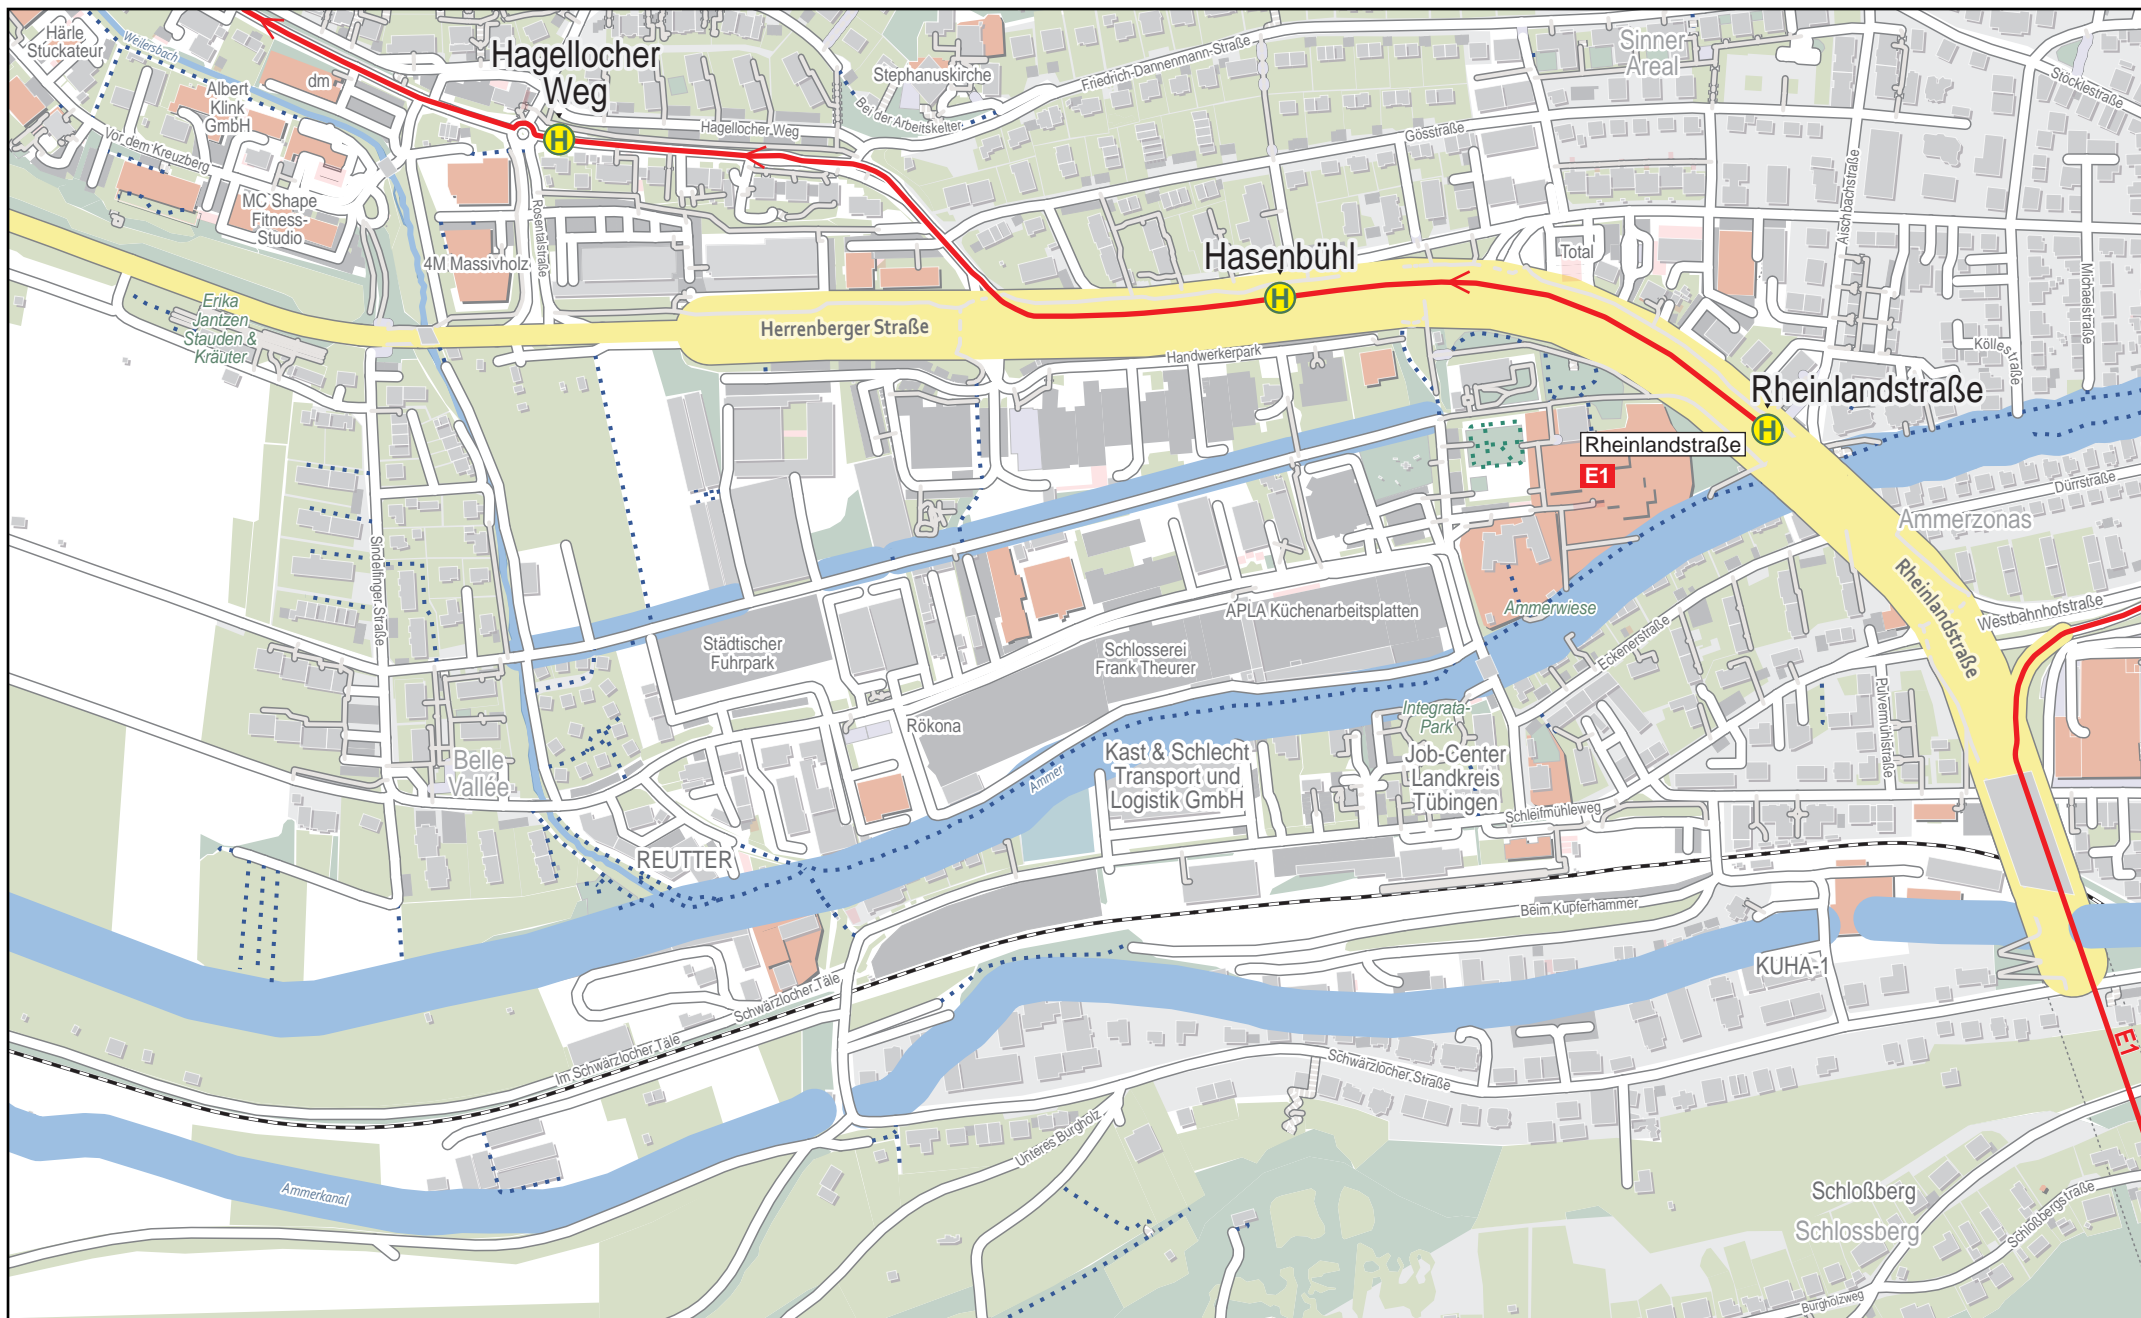 Härle
Stuckateur
Weilersbach
dm
Albert
Klink
GmbH
Vor dem Kreuzberg
MC Shape
Fitness-
Studio
Hagellocher
Weg
H
Hagellocher Weg
Stephanuskirche
Bei der Arbeitskelter
Friedrich-Dannenmann-Straße
Gösstraße
Sinner
Areal
Stöcklestraße
Aischbachstraße
Michaelstraße
Köllestraße
Total
Rosentalstraße
4M Massivholz
Erika
Jantzen
Stauden &
Kräuter
Herrenberger Straße
Hasenbühl
H
Handwerkerpark
Rheinlandstraße
H
Rheinlandstraße
E1
Dürrstraße
Ammerzonas
Rheinlandstraße
Westbahnhofstraße
Sindelfinger Straße
Städtischer
Fuhrpark
APLA Küchenarbeitsplatten
Schlosserei
Frank Theurer
Ammerwiese
Eckenerstraße
Pulvermühlstraße
Rökona
Integrata-
Park
Belle
Vallée
Kast & Schlecht
Transport und
Logistik GmbH
Job-Center
Landkreis
Tübingen
Ammer
Schleifmühleweg
REUTTER
Beim Kupferhammer
KUHA-1
Schwärzlocher Täle
Im Schwärzlocher Täle
Schwärzlocher Straße
E1
Unteres Burgholz
Ammerkanal
Schloßberg
Schlossberg
Schloßbergstraße
Burgholzweg